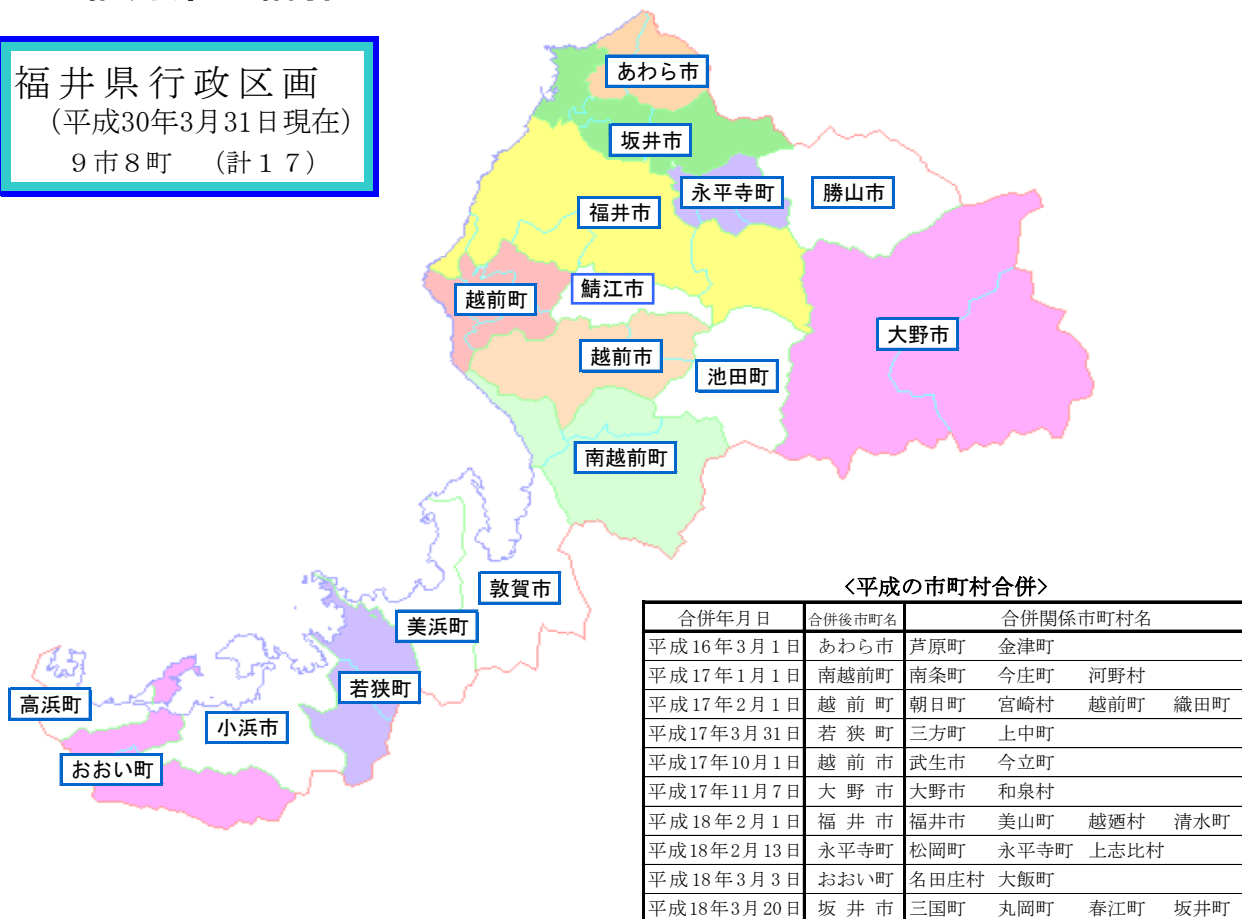 福井県行政区画
(平成30年3月31日現在)
９市８町　（計１７）
あわら市
坂井市
永平寺町
勝山市
福井市
鯖江市
越前町
大野市
越前市
池田町
南越前町
敦賀市
美浜町
若狭町
高浜町
小浜市
おおい町
<平成の市町村合併>
合併年月日 合併後市町名 合併関係市町村名
平成16年3月1日 あわら市 芦原町 金津町
平成17年1月1日 南越前町 南条町 今庄町 河野村
平成17年2月1日 越前町 朝日町 宮崎村 越前町 織田町
平成17年3月31日 若狭町 三方町 上中町
平成17年10月1日 越前市 武生市 今立町
平成17年11月7日 大野市 大野市 和泉村
平成18年2月1日 福井市 福井市 美山町 越廼村 清水町
平成18年2月13日 永平寺町 松岡町 永平寺町 上志比村
平成18年3月3日 おおい町 名田庄村 大飯町
平成18年3月20日 坂井市 三国町 丸岡町 春江町 坂井町